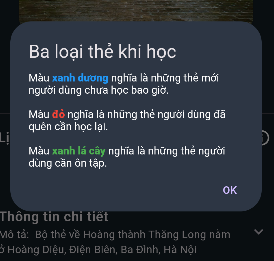 Ba loại thẻ khi học
Màu xanh dương nghĩa là những thẻ mới
người dùng chưa học bao giờ.
Màu đỏ nghĩa là những thẻ người dùng đã
quên cần học lại.
Màu xanh lá cây nghĩa là những thẻ người
dùng cần ôn tập.
OK
Thông tin chi tiết
Mô tả: Bộ thẻ về Hoàng thành Thăng Long nằm
ở Hoàng Diệu, Điện Biên, Ba Đình, Hà Nội